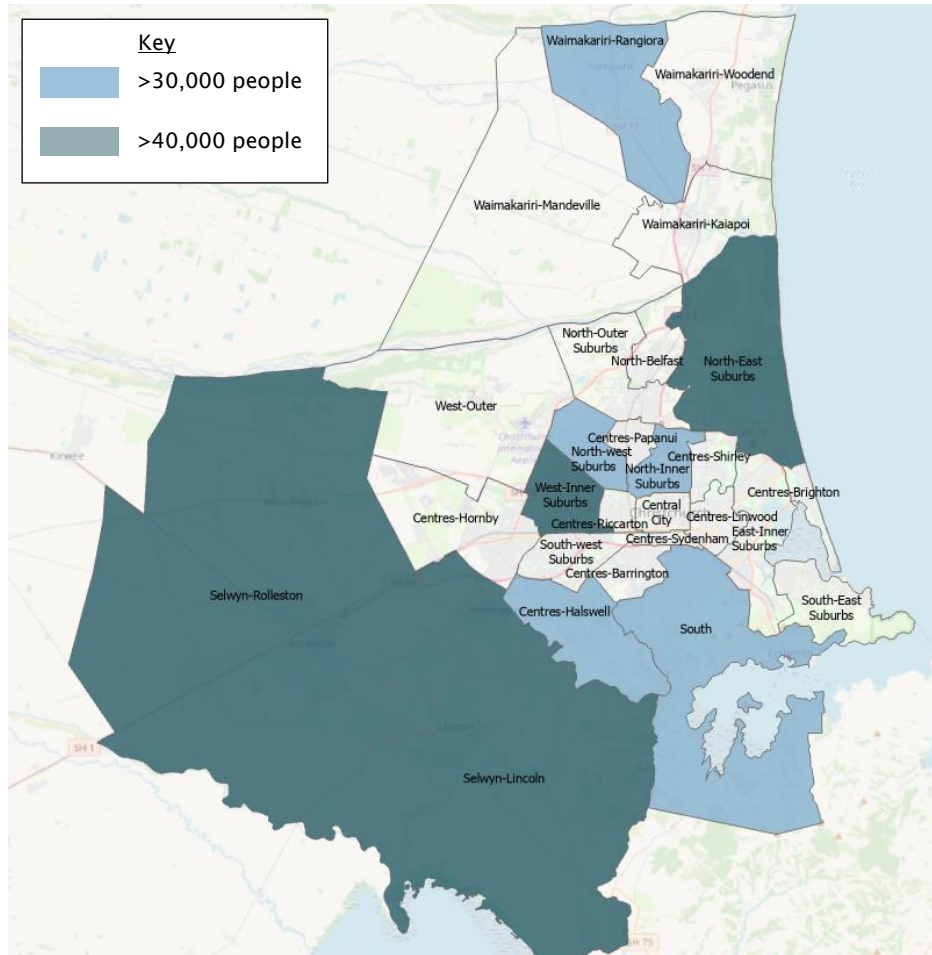 Key
>30,000 people
>40,000 people
Waimakariri-Rangiora
Waimakariri-Woodend
Pegasus
Waimakariri-Mandeville
Waimakariri-Kaiapoi
North-Outer
Suburbs
North-Belfast
North-East
Suburbs
West-Outer
Kirwee
Centres-Papanui
North-west
Suburbs
North-Inner
Suburbs
Centres-Shirley
West-Inner
Suburbs
Centres-Brighton
Centres-Hornby
Central
City
Centres-Riccarton
Centres-Linwood
East-Inner
Suburbs
Centres-Sydenham
South-west
Suburbs
Centres-Barrington
Selwyn-Rolleston
Centres-Halswell
South
South-East
Suburbs
SH 1
Selwyn-Lincoln
SH 75